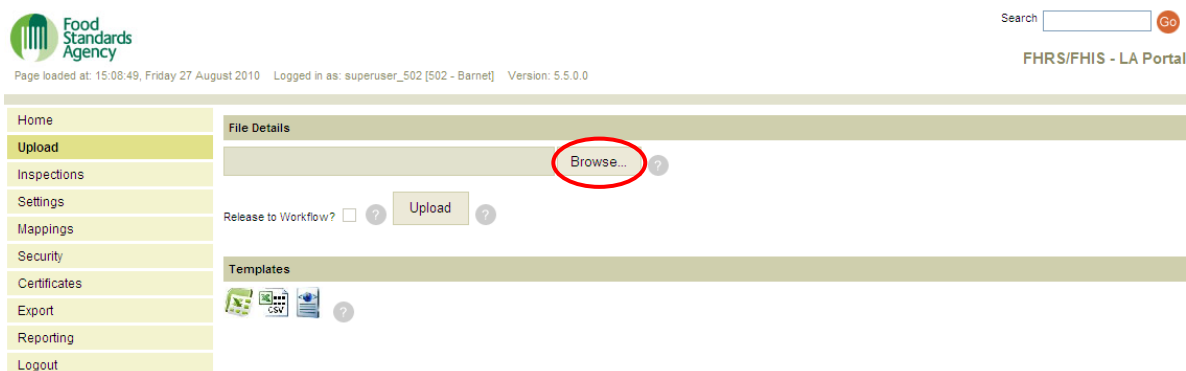 Food
Standards
Agency
Search
Go
FHRS/FHIS - LA Portal
Page loaded at: 15:08:49, Friday 27 August 2010 Logged in as: superuser_502 [502 - Barnet] Version: 5.5.0.0
Home
Upload
Inspections
Settings
Mappings
Security
Certificates
Export
Reporting
Logout
File Details
Browse... ?
Release to Workflow? ? Upload ?
Templates
CSV ?